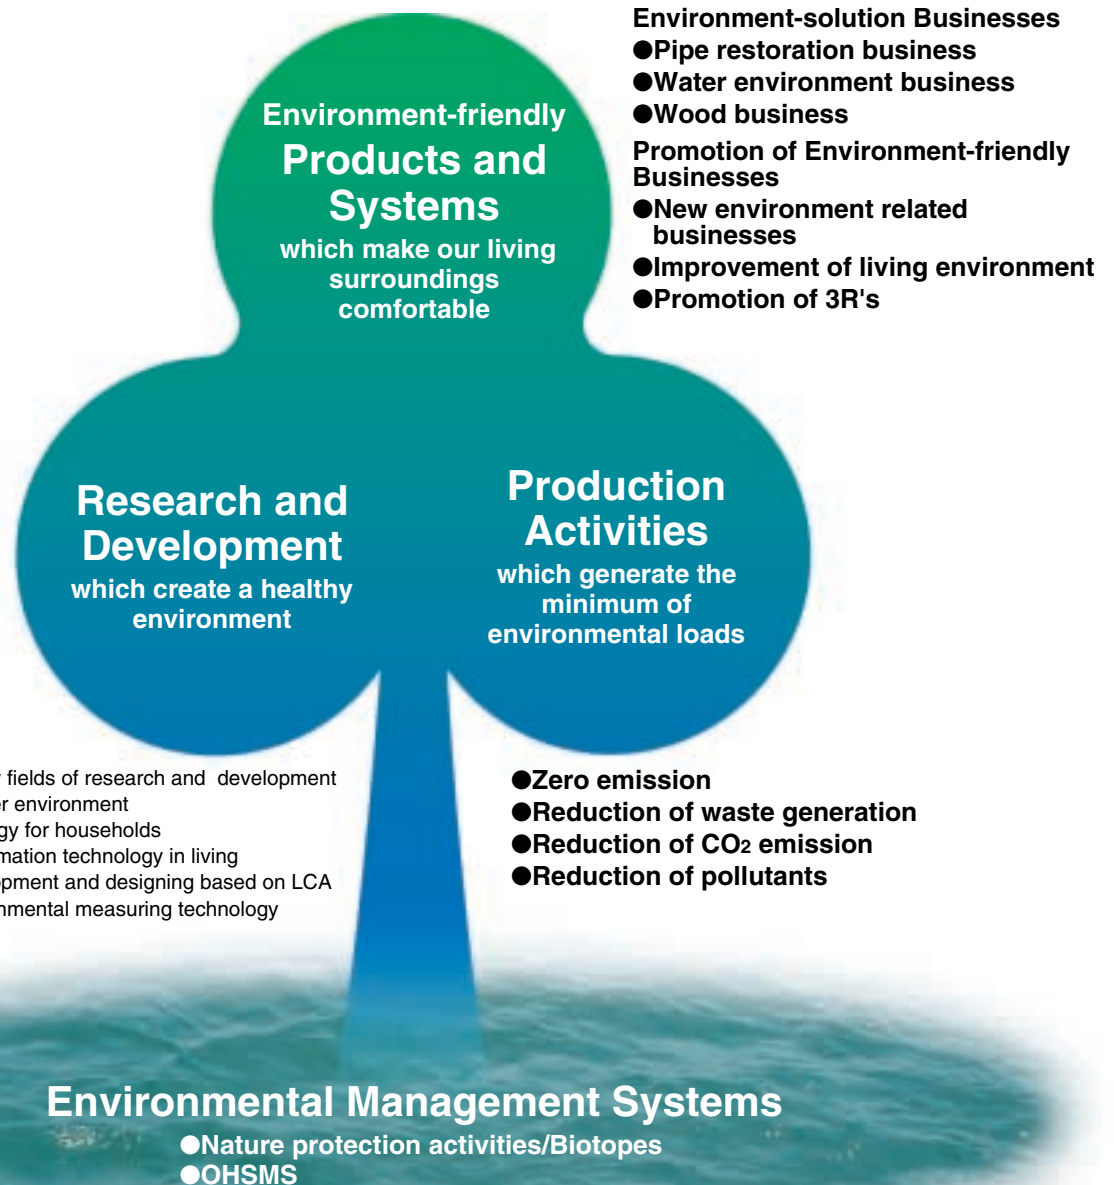 Environment-solution Businesses
●Pipe restoration business
●Water environment business
●Wood business
Promotion of Environment-friendly
Businesses
●New environment related
businesses
●Improvement of living environment
●Promotion of 3R's
Environment-friendly
Products and
Systems
which make our living
surroundings
comfortable
Research and
Development
which create a healthy
environment
Production
Activities
which generate the
minimum of
environmental loads
fields of research and development
environment
for households
technology in living
and designing based on LCA
measuring technology
●Zero emission
●Reduction of waste generation
●Reduction of CO2 emission
●Reduction of pollutants
Environmental Management Systems
●Nature protection activities/Biotopes
●OHSMS